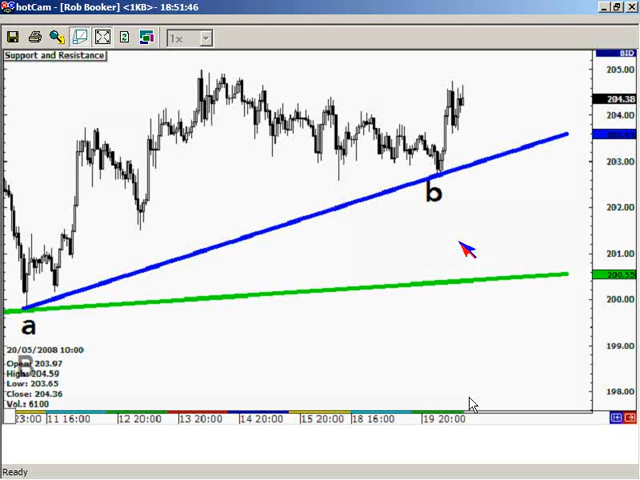 hotCam - [Rob Booker] <1KB> - 18:51:46
1x
Support and Resistance
BID
205.00
204.38
204.00
203.00
202.00
201.00
200.55
200.00
199.00
198.00
b
a
20/05/2008 10:00
Open: 203.97
High: 204.59
Low: 203.65
Close: 204.36
Vol.: 6100
23:00 11 16:00 12 20:00 13 20:00 14 20:00 15 20:00 18 16:00 19 20:00
Ready